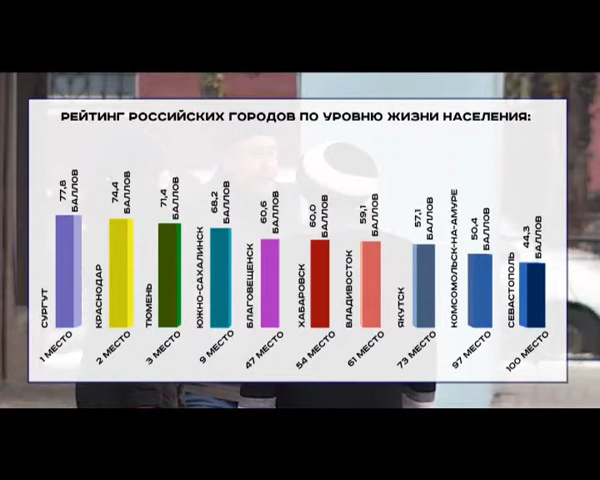 РЕЙТИНГ РОССИЙСКИХ ГОРОДОВ ПО УРОВНЮ ЖИЗНИ НАСЕЛЕНИЯ:
СУРГУТ
77,8
БАЛЛОВ
1 МЕСТО
КРАСНОДАР
74,4
БАЛЛОВ
2 МЕСТО
ТЮМЕНЬ
71,4
БАЛЛОВ
3 МЕСТО
ЮЖНО-САХАЛИНСК
68,2
БАЛЛОВ
9 МЕСТО
БЛАГОВЕЩЕНСК
60,6
БАЛЛОВ
47 МЕСТО
ХАБАРОВСК
60,0
БАЛЛОВ
54 МЕСТО
ВЛАДИВОСТОК
59,1
БАЛЛОВ
61 МЕСТО
ЯКУТСК
57,1
БАЛЛОВ
73 МЕСТО
КОМСОМОЛЬСК-НА-АМУРЕ
50,4
БАЛЛОВ
97 МЕСТО
СЕВАСТОПОЛЬ
44,3
БАЛЛОВ
100 МЕСТО